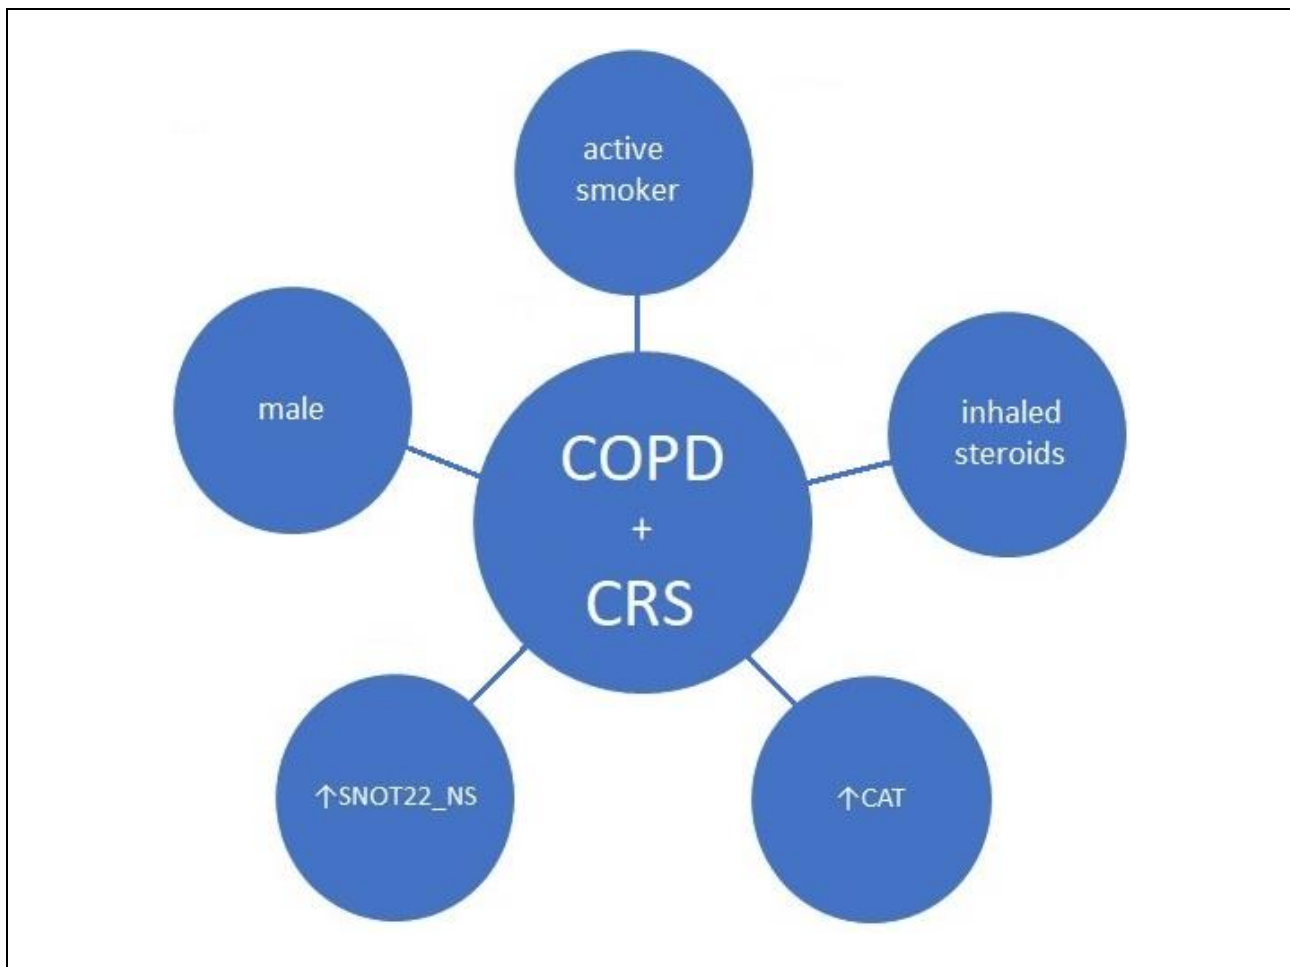 active
smoker
male
inhaled
steroids
COPD
+
CRS
↑SNOT22_NS
↑CAT